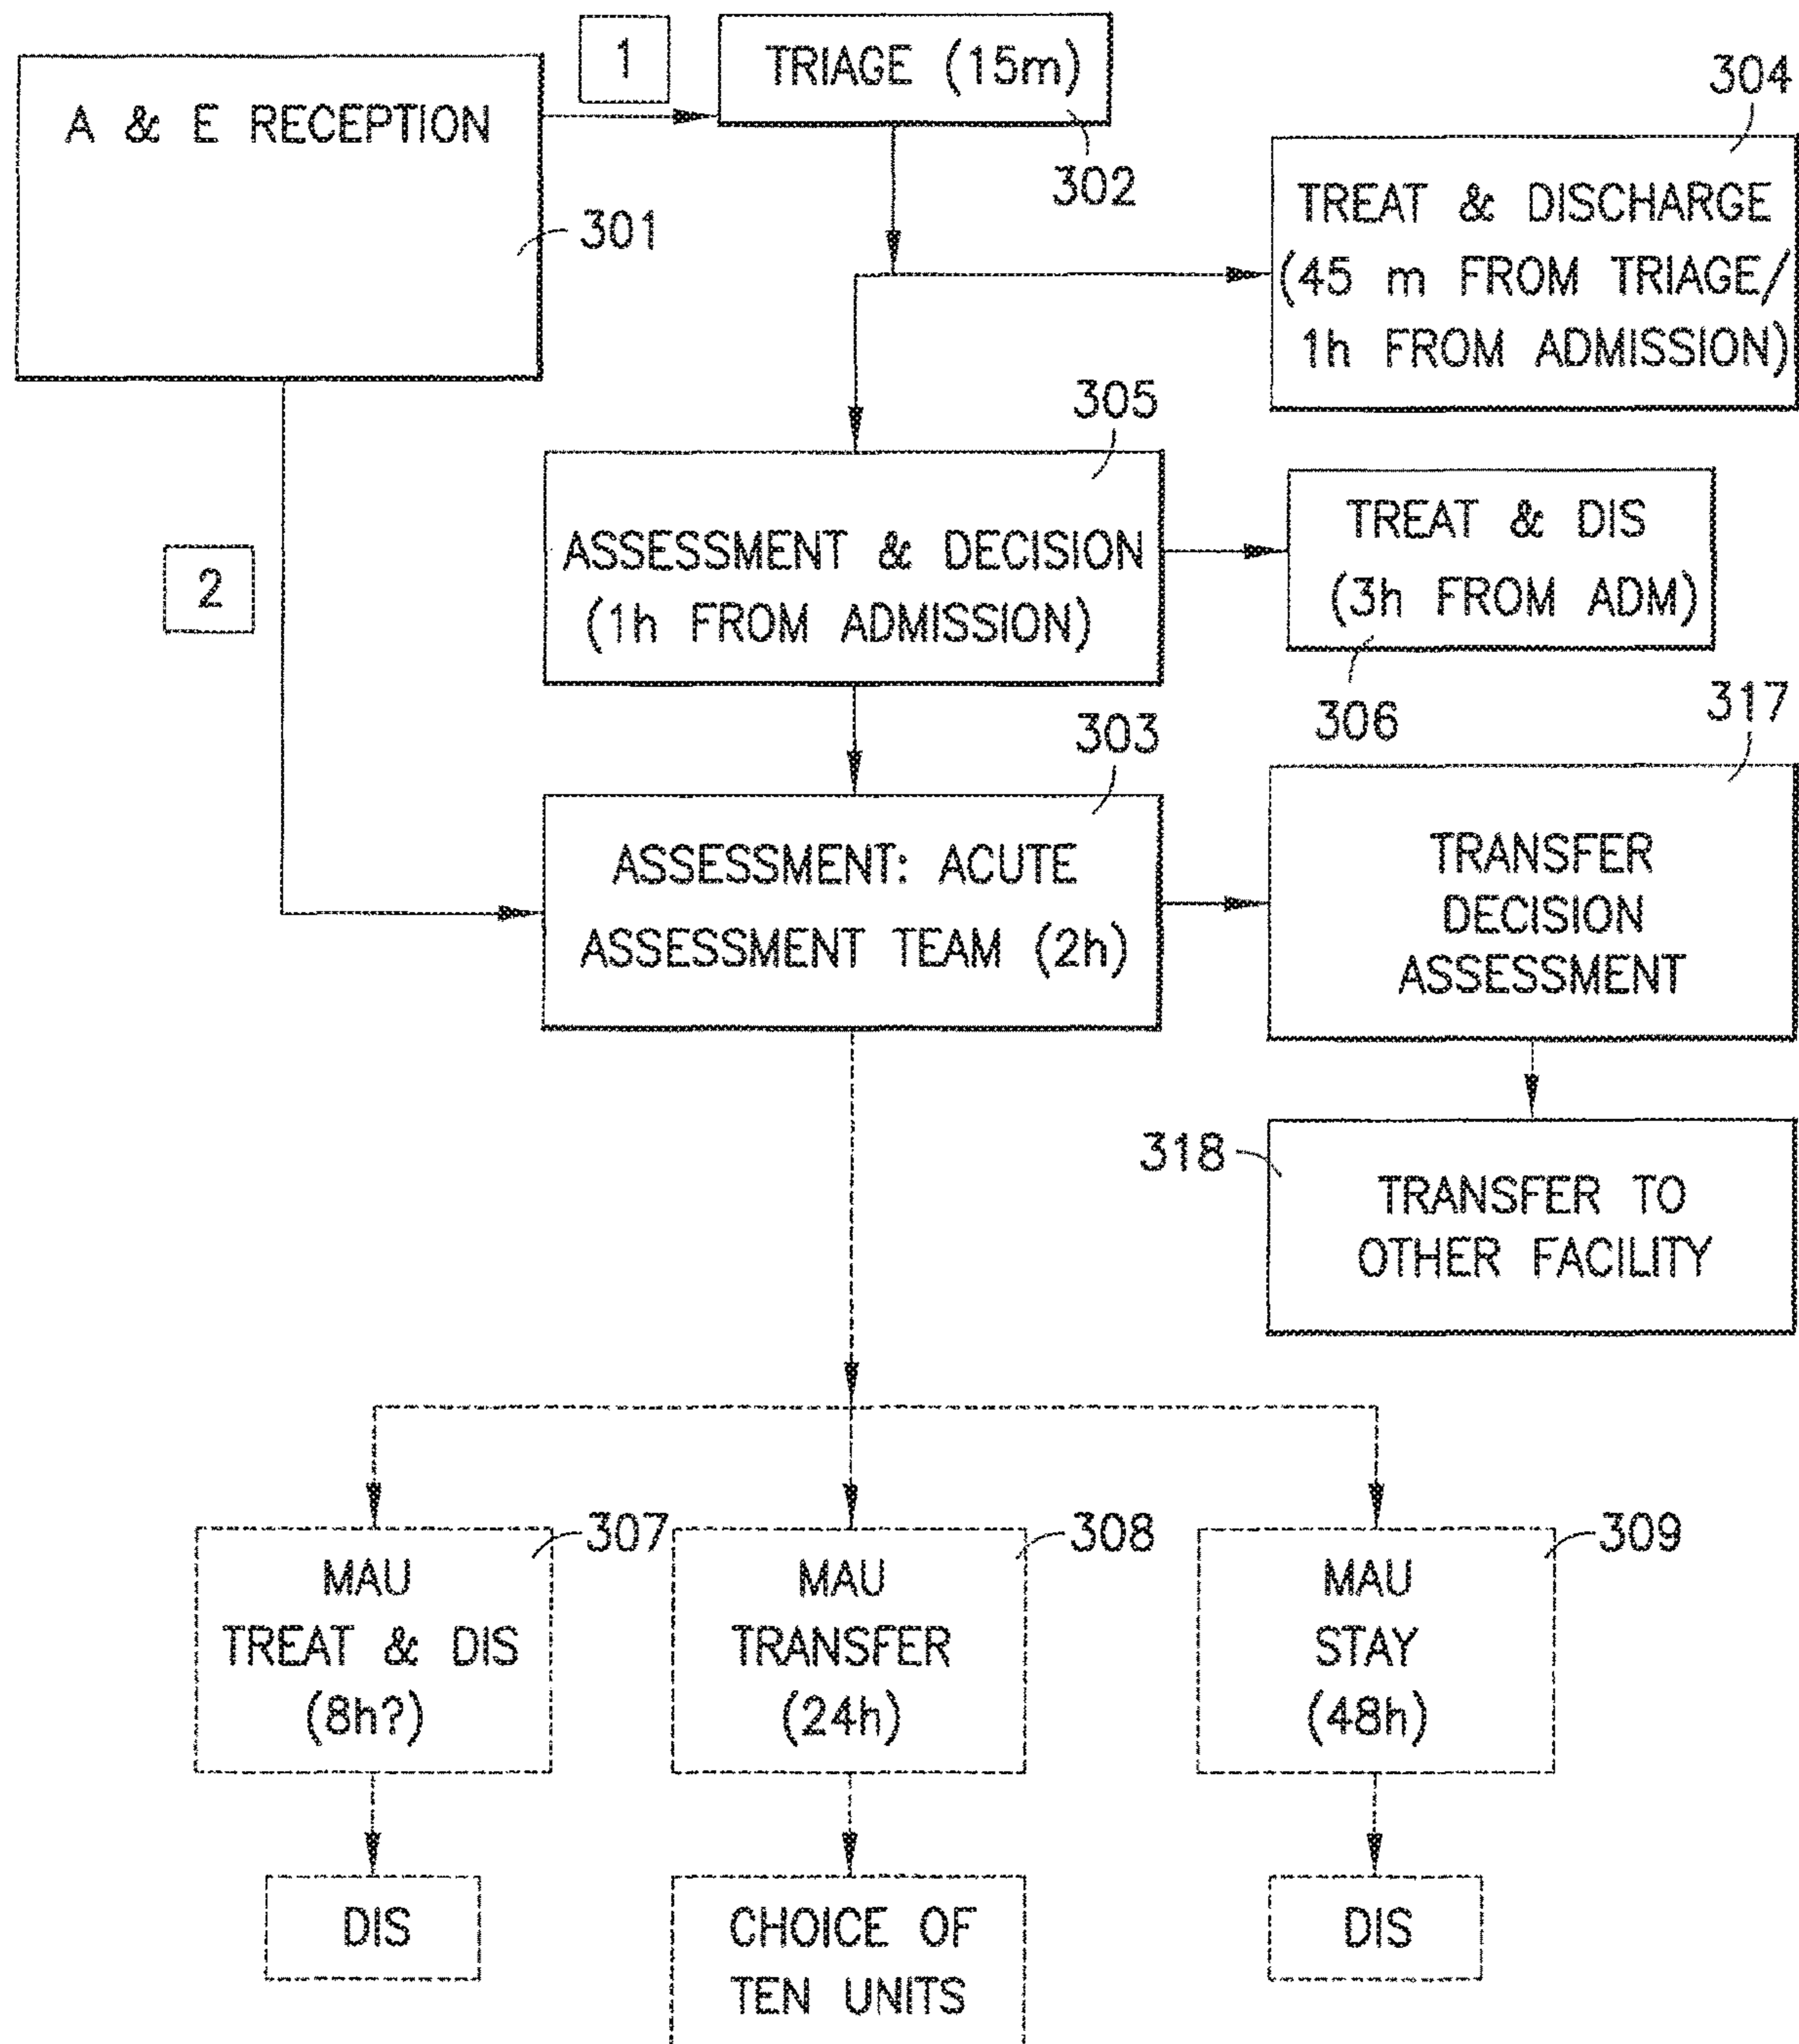 1
TRIAGE (15m)
302
A & E RECEPTION
301
304
TREAT & DISCHARGE
(45 m FROM TRIAGE/
1h FROM ADMISSION)
305
ASSESSMENT & DECISION
(1h FROM ADMISSION)
TREAT & DIS
(3h FROM ADM)
306
2
303
ASSESSMENT: ACUTE
ASSESSMENT TEAM (2h)
317
TRANSFER
DECISION
ASSESSMENT
318
TRANSFER TO
OTHER FACILITY
307
MAU
TREAT & DIS
(8h?)
308
MAU
TRANSFER
(24h)
309
MAU
STAY
(48h)
DIS
CHOICE OF
TEN UNITS
DIS